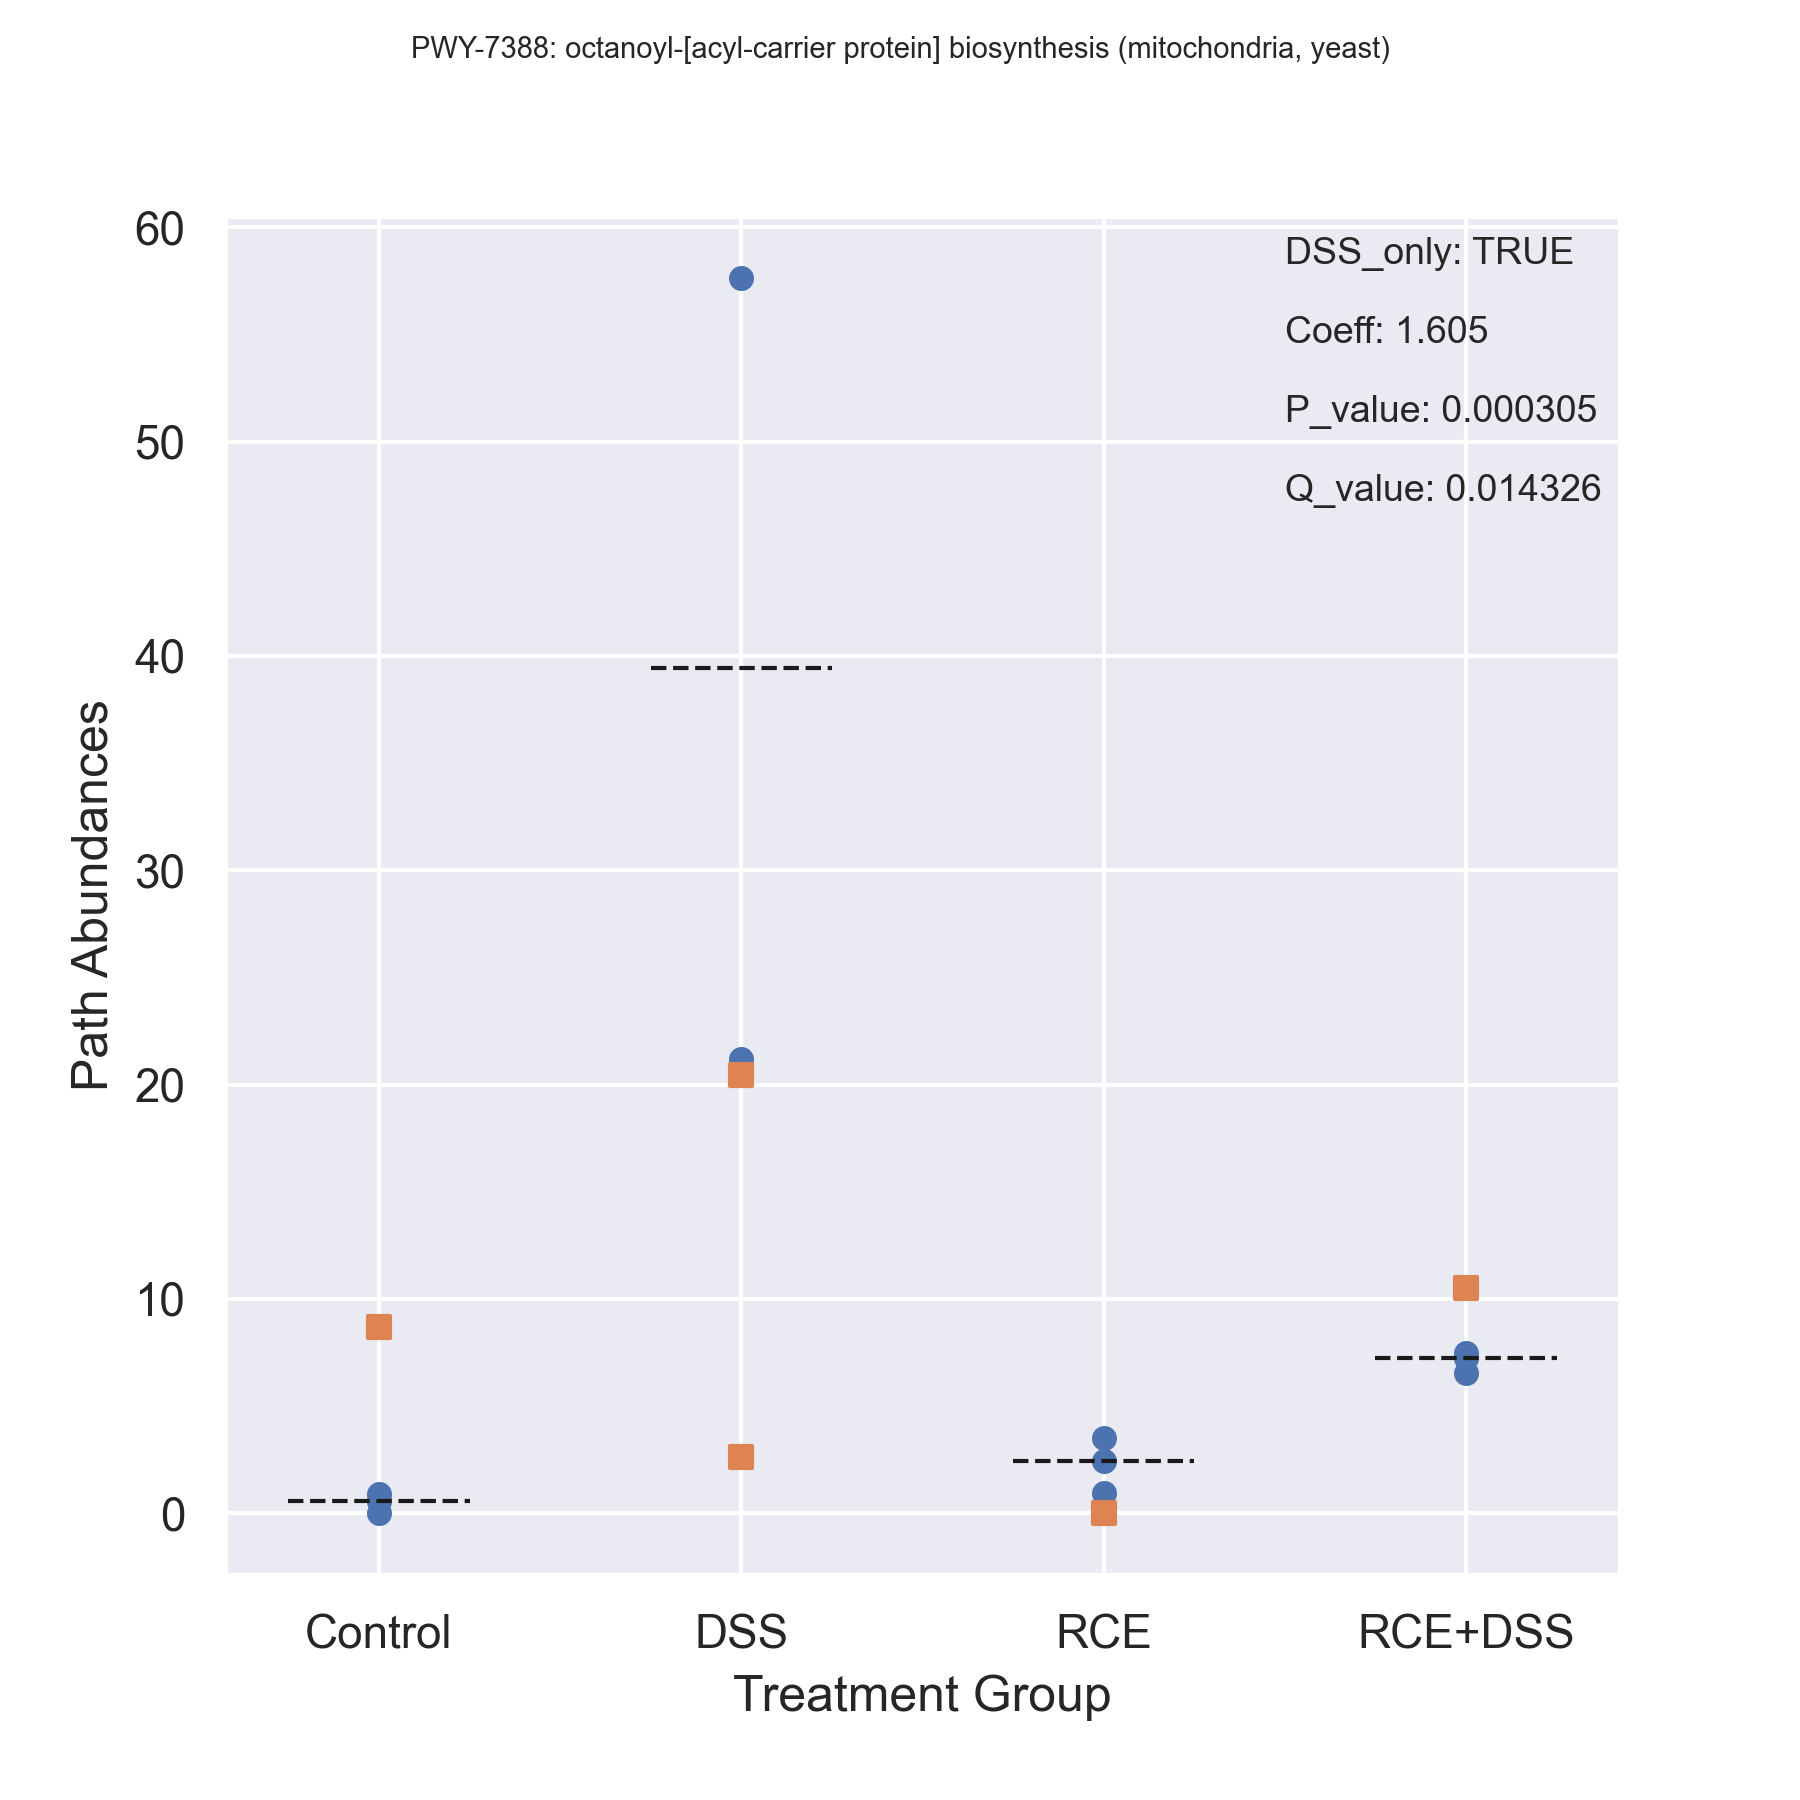 PWY-7388: octanoyl-[acyl-carrier protein] biosynthesis (mitochondria, yeast)
60
50
40
30
20
10
0
Path Abundances
DSS_only: TRUE
Coeff: 1.605
P_value: 0.000305
Q_value: 0.014326
Control
DSS
RCE
RCE+DSS
Treatment Group